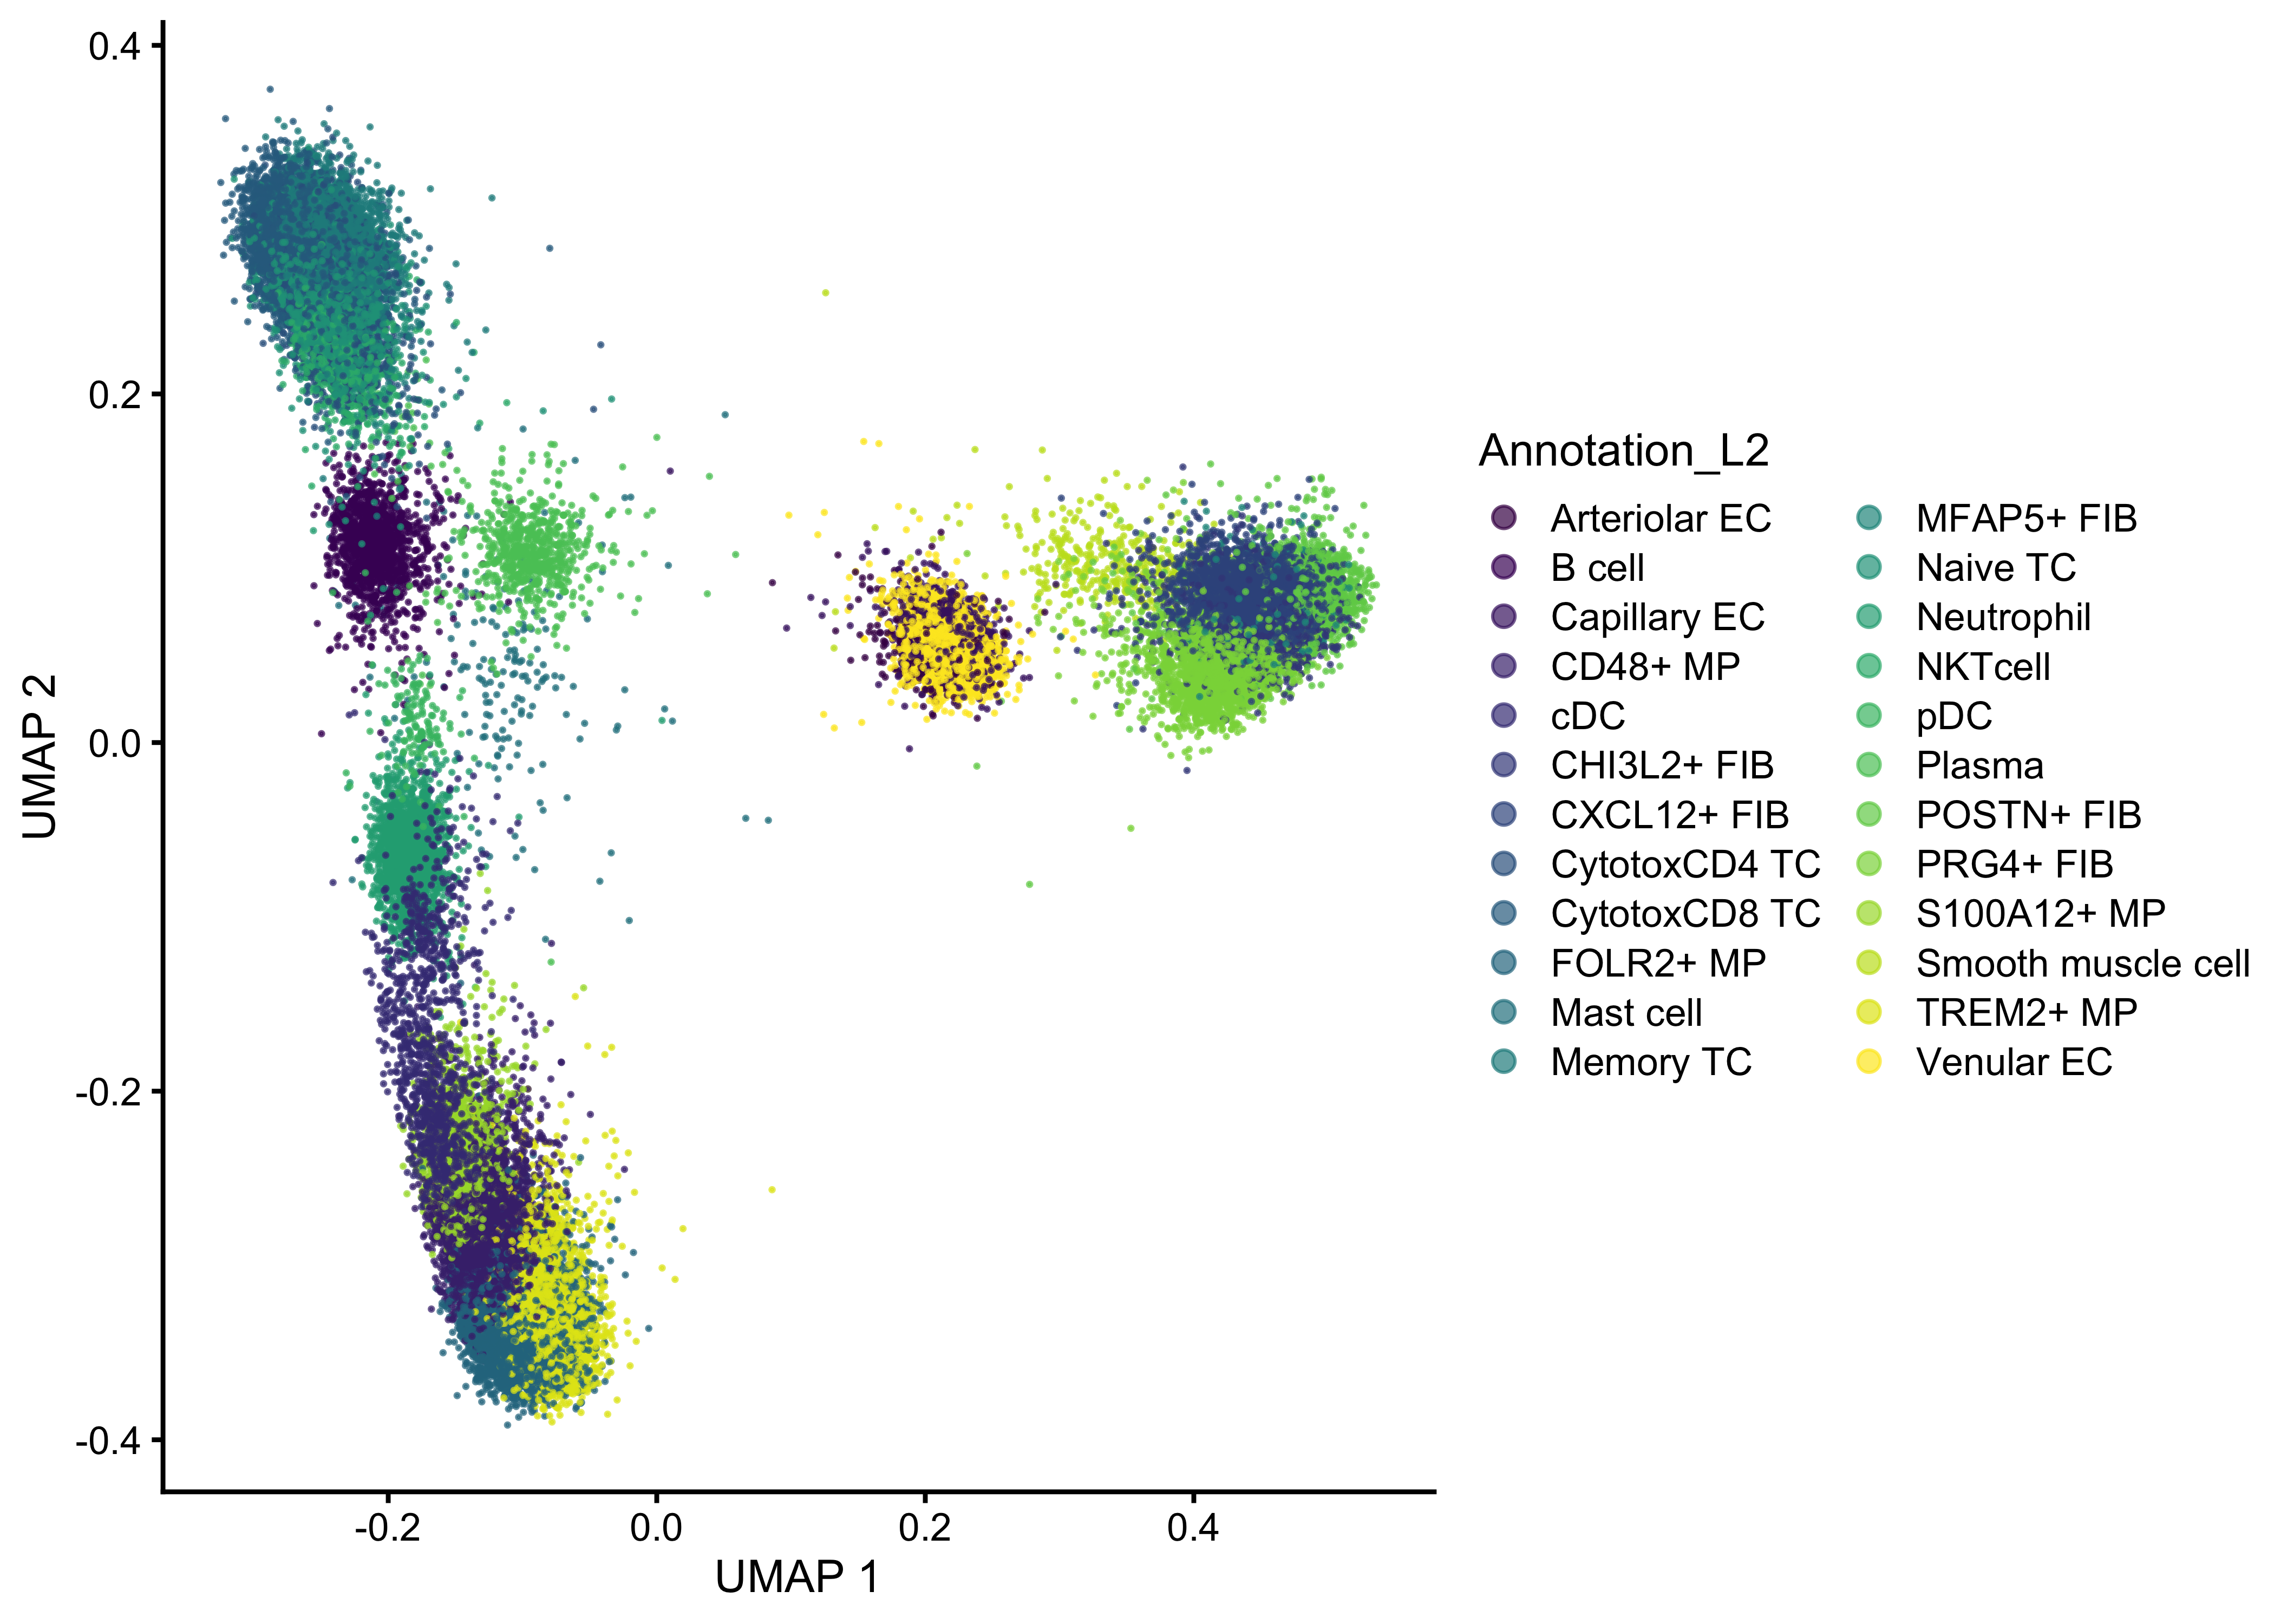 0.4
0.2
0.0
-0.2
-0.4
UMAP 2
-0.2 0.0 0.2 0.4
UMAP 1
Annotation_L2
Arteriolar EC
B cell
Capillary EC
CD48+ MP
cDC
CHI3L2+ FIB
CXCL12+ FIB
CytotoxCD4 TC
CytotoxCD8 TC
FOLR2+ MP
Mast cell
Memory TC
MFAP5+ FIB
Naive TC
Neutrophil
NKTcell
pDC
Plasma
POSTN+ FIB
PRG4+ FIB
S100A12+ MP
Smooth muscle cell
TREM2+ MP
Venular EC